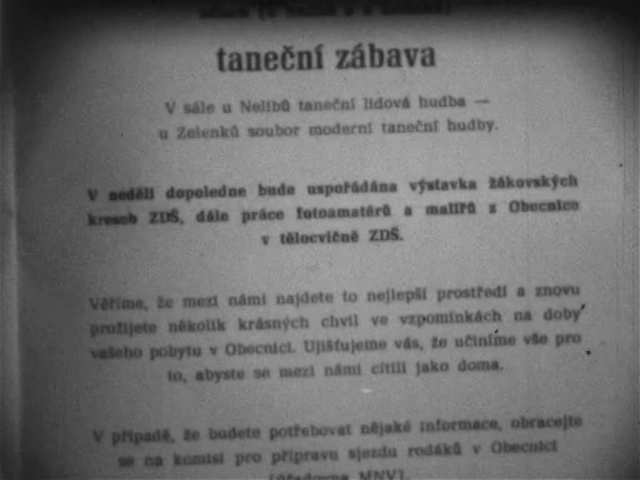 taneční zábava
V sále u Nelibů taneční lidová hudba —
u Zelenků soubor moderní taneční hudby.
V neděli dopoledne bude uspořádána výstavka žákovských
kreseb ZDŠ, dále práce fotoamatérů a malířů z Obecnice
v tělocvičně ZDŠ.
Věříme, že mezi námi najdete to nejlepší prostředí a znovu
prožijete několik krásných chvil ve vzpomínkách na doby
vašeho pobytu v Obecnici. Ujišťujeme vás, že učiníme vše pro
to, abyste se mezi námi cítili jako doma.
V případě, že budete potřebovat nějaké informace, obracejte
se na komisi pro přípravu sjezdu rodáků v Obecnici
MNV).